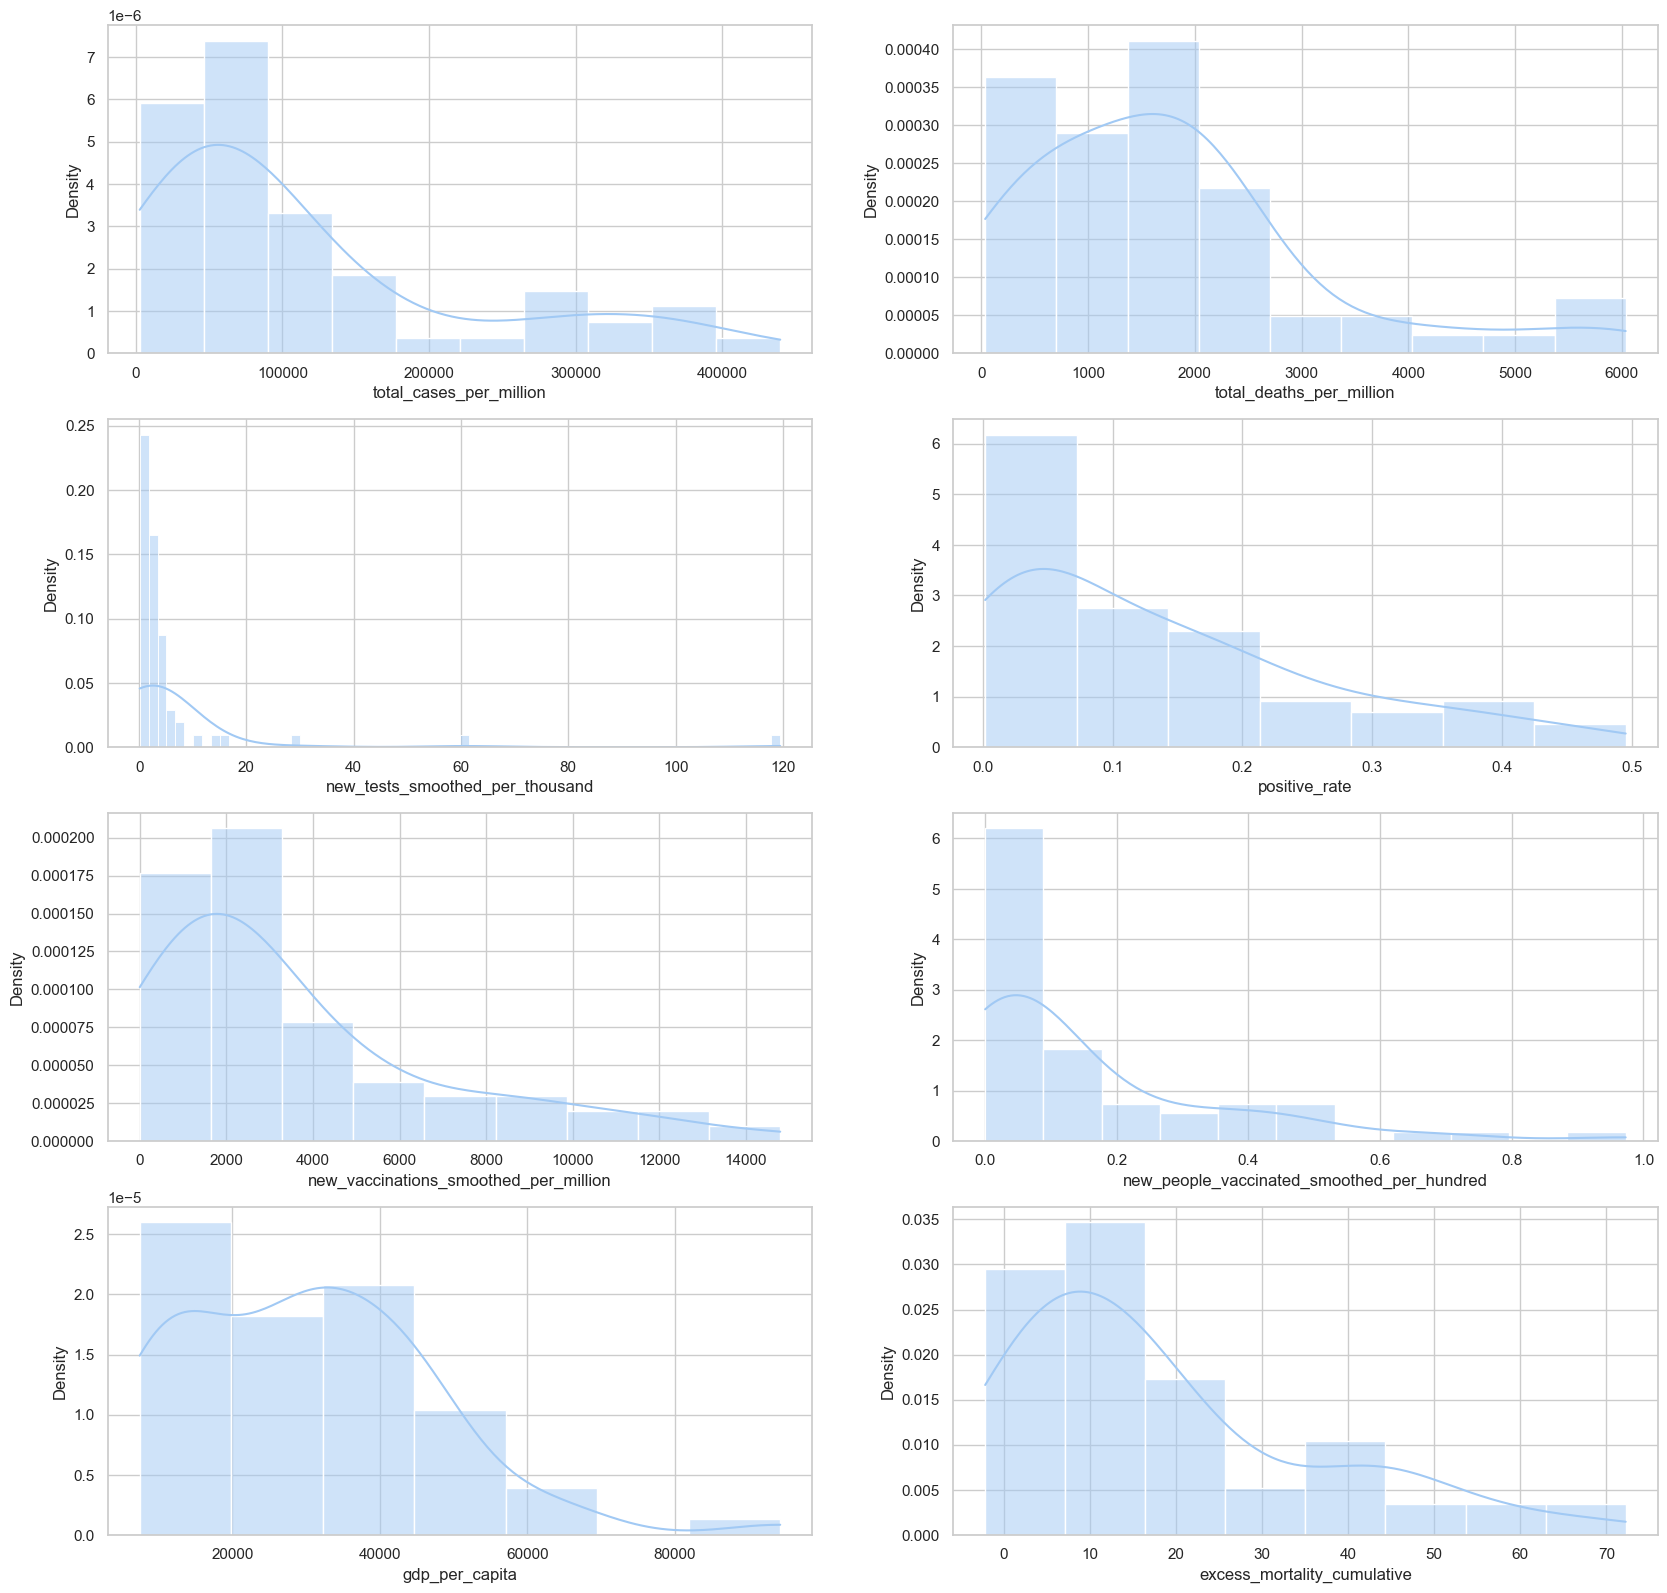 1e−6
7
6
5
4
3
2
1
0
Density
0 100000 200000 300000 400000
total_cases_per_million
0.00040
0.00035
0.00030
0.00025
0.00020
0.00015
0.00010
0.00005
0.00000
Density
0 1000 2000 3000 4000 5000 6000
total_deaths_per_million
0.25
0.20
0.15
0.10
0.05
0.00
Density
0 20 40 60 80 100 120
new_tests_smoothed_per_thousand
6
5
4
3
2
1
0
Density
0.0 0.1 0.2 0.3 0.4 0.5
positive_rate
0.000200
0.000175
0.000150
0.000125
0.000100
0.000075
0.000050
0.000025
0.000000
Density
0 2000 4000 6000 8000 10000 12000 14000
new_vaccinations_smoothed_per_million
6
5
4
3
2
1
0
Density
0.0 0.2 0.4 0.6 0.8 1.0
new_people_vaccinated_smoothed_per_hundred
1e−5
2.5
2.0
1.5
1.0
0.5
0.0
Density
20000 40000 60000 80000
gdp_per_capita
0.035
0.030
0.025
0.020
0.015
0.010
0.005
0.000
Density
0 10 20 30 40 50 60 70
excess_mortality_cumulative